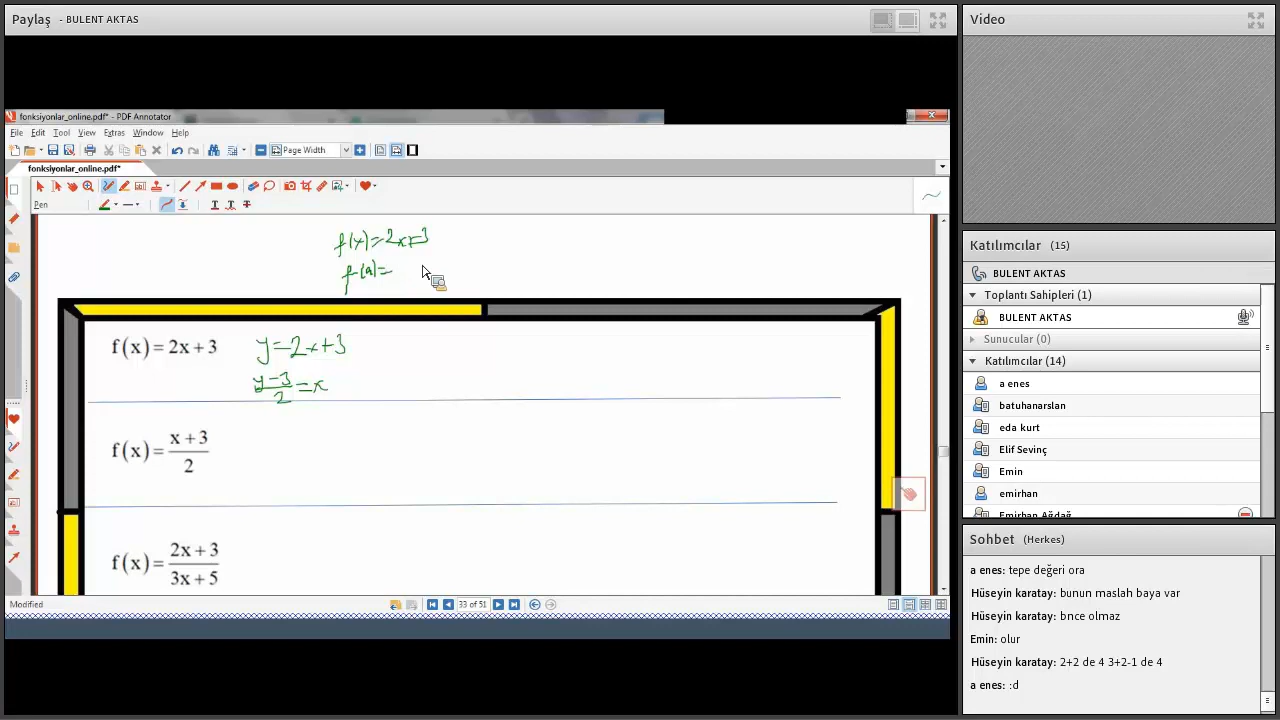 Paylaş - BULENT AKTAS
fonksiyonlar_online.pdf* - PDF Annotator
File Edit Tool View Extras Window Help
Page Width
fonksiyonlar_online.pdf*
Pen
f(x)=2x+3
f(a)=
f(x) = 2x + 3
y=2x+3
y-3/2=x
f(x) = x + 3/2
f(x) = 2x + 3/3x + 5
Modified
33 of 51
Video
Katılımcılar (15)
BULENT AKTAS
Toplantı Sahipleri (1)
BULENT AKTAS
Sunucular (0)
Katılımcılar (14)
a enes
batuhanarslan
eda kurt
Elif Sevinç
Emin
emirhan
Emirhan Ağdağ
Sohbet (Herkes)
a enes: tepe değeri ora
Hüseyin karatay: bunun maslah baya var
Hüseyin karatay: bnce olmaz
Emin: olur
Hüseyin karatay: 2+2 de 4 3+2-1 de 4
a enes: :d